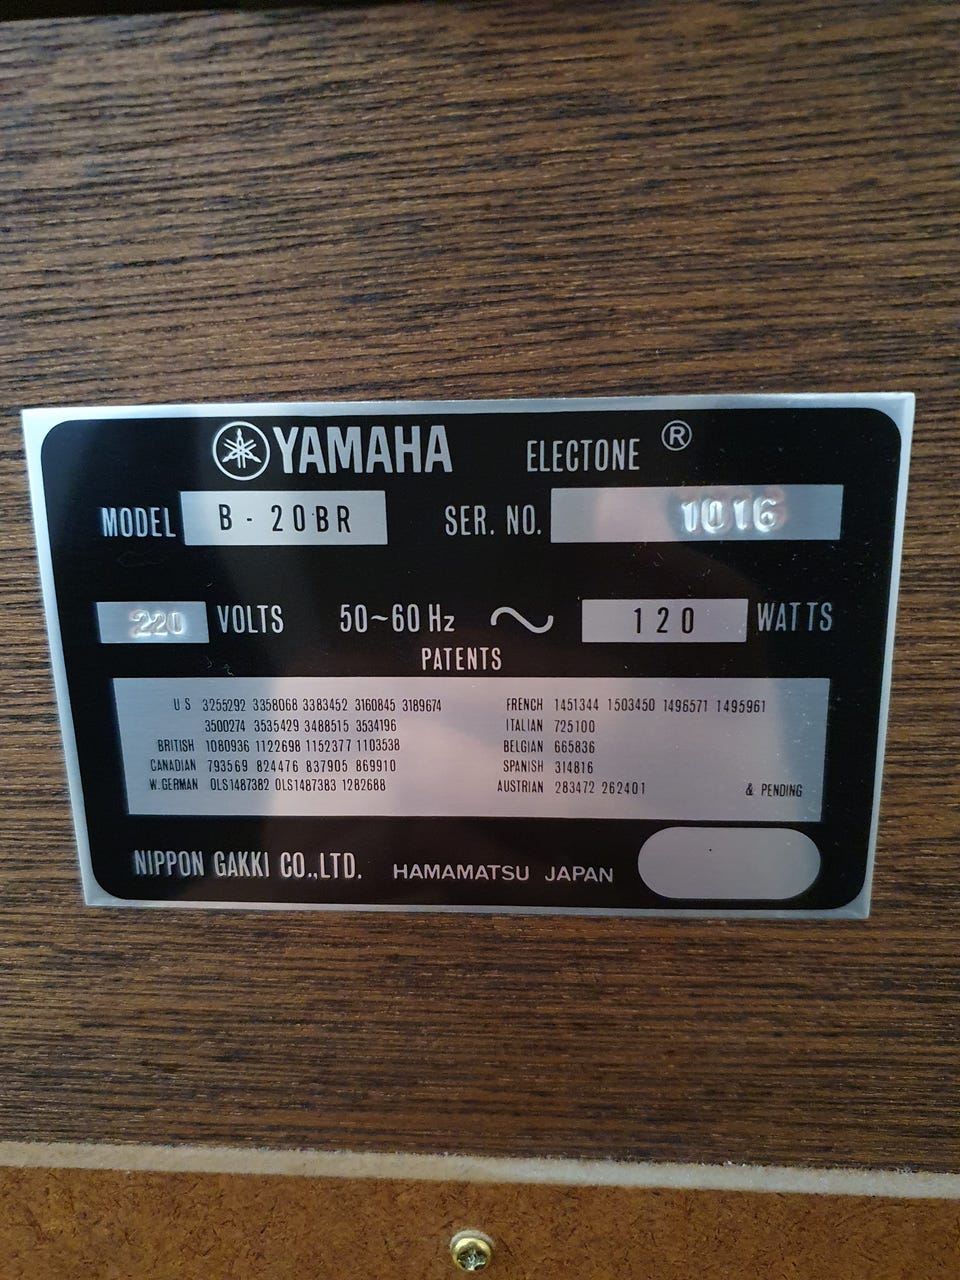 YAMAHA ELECTONE ®
MODEL B - 20BR SER. NO. 1016
220 VOLTS 50~60 Hz ~ 120 WATTS
PATENTS
US 3255292 3358068 3383452 3160845 3189674
3500274 3535429 3488515 3534196
BRITISH 1080936 1122698 1152377 1103538
CANADIAN 793569 824476 837905 869910
W.GERMAN OLS1487382 OLS1487383 1282688
FRENCH 1451344 1503450 1496571 1495961
ITALIAN 725100
BELGIAN 665836
SPANISH 314816
AUSTRIAN 283472 262401 & PENDING
NIPPON GAKKI CO.,LTD. HAMAMATSU JAPAN